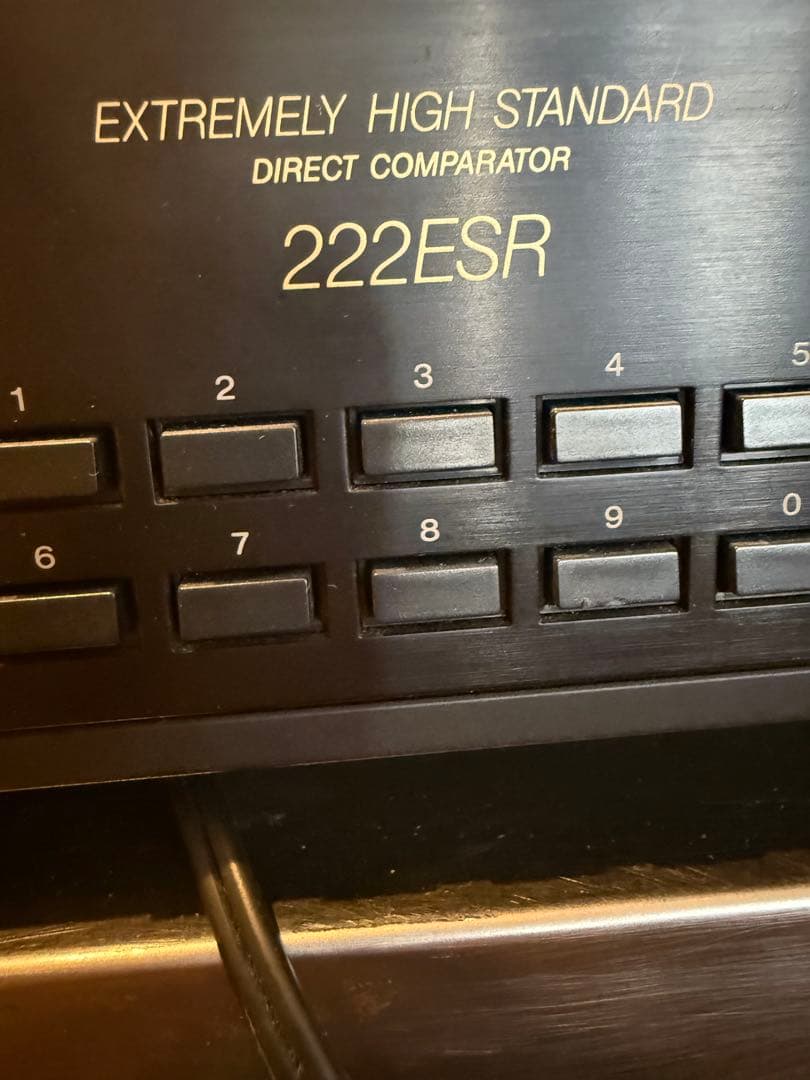 EXTREMELY HIGH STANDARD
DIRECT COMPARATOR
222ESR
1 2 3 4 5
6 7 8 9 0